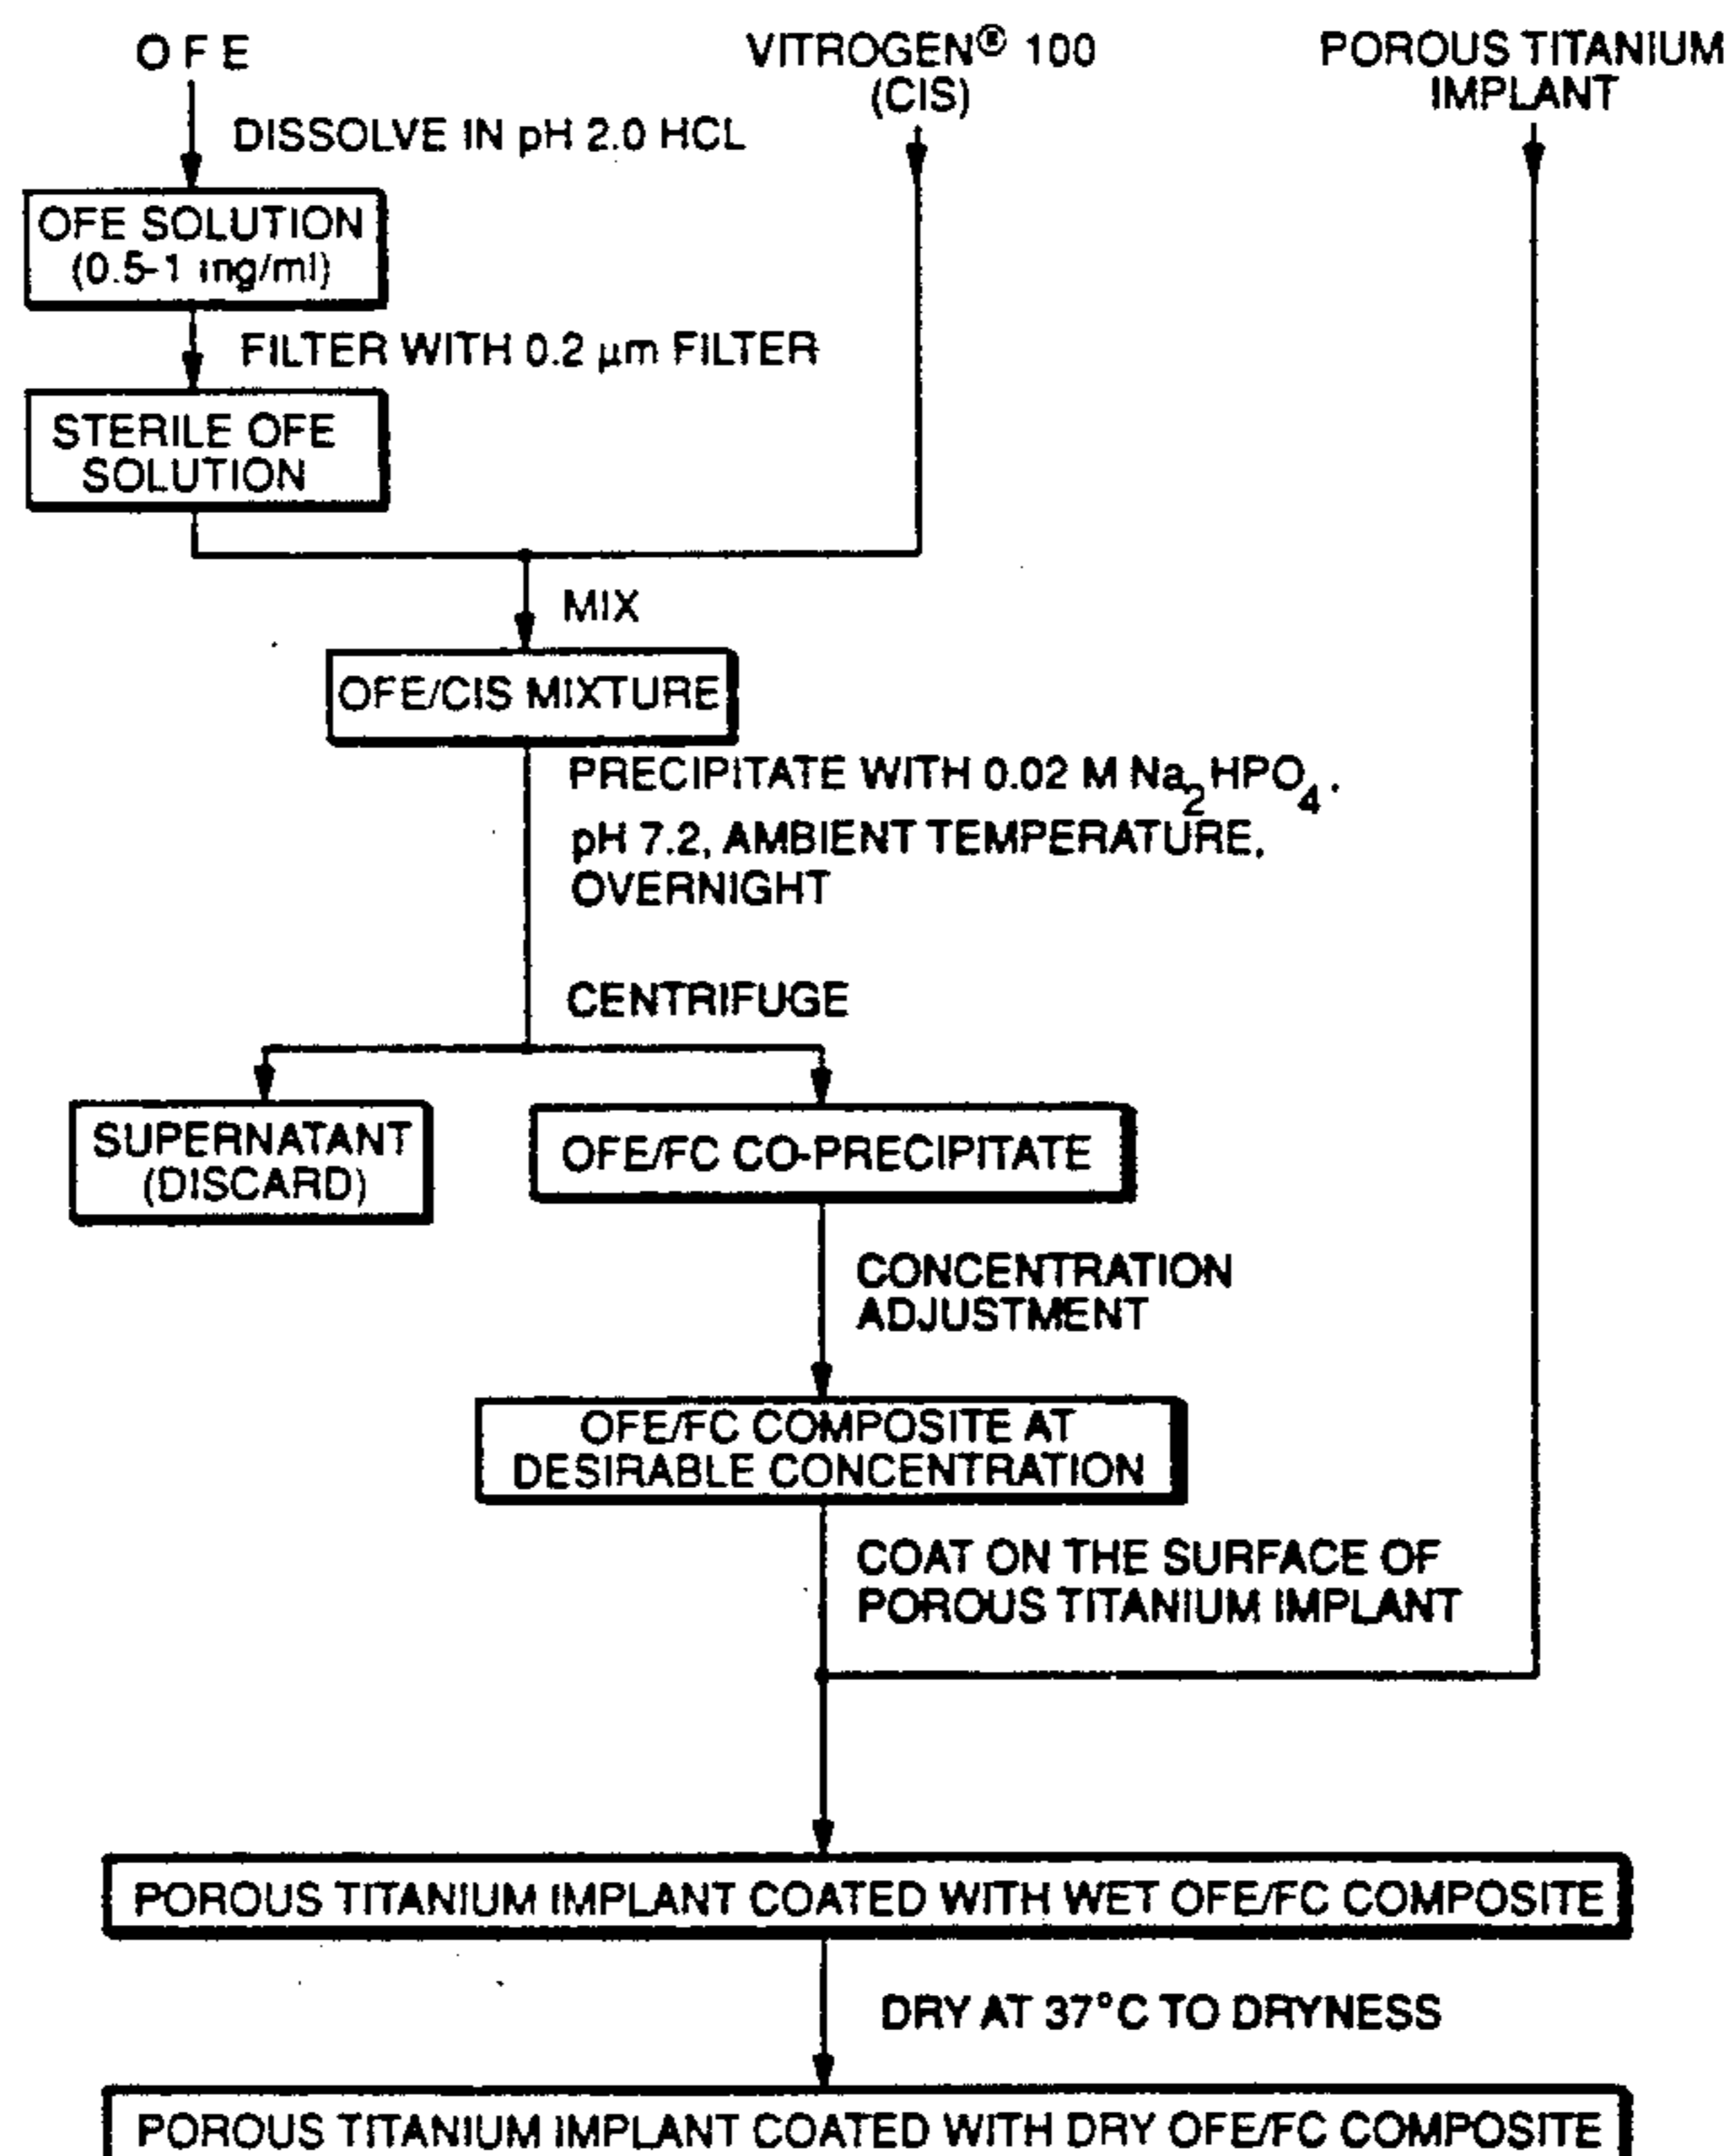 OFE
VITROGEN® 100
(CIS)
POROUS TITANIUM
IMPLANT
DISSOLVE IN pH 2.0 HCL
OFE SOLUTION
(0.5-1 mg/ml)
FILTER WITH 0.2 µm FILTER
STERILE OFE
SOLUTION
MIX
OFE/CIS MIXTURE
PRECIPITATE WITH 0.02 M Na₂HPO₄.
pH 7.2, AMBIENT TEMPERATURE,
OVERNIGHT
CENTRIFUGE
SUPERNATANT
(DISCARD)
OFE/FC CO-PRECIPITATE
CONCENTRATION
ADJUSTMENT
OFE/FC COMPOSITE AT
DESIRABLE CONCENTRATION
COAT ON THE SURFACE OF
POROUS TITANIUM IMPLANT
POROUS TITANIUM IMPLANT COATED WITH WET OFE/FC COMPOSITE
DRY AT 37°C TO DRYNESS
POROUS TITANIUM IMPLANT COATED WITH DRY OFE/FC COMPOSITE